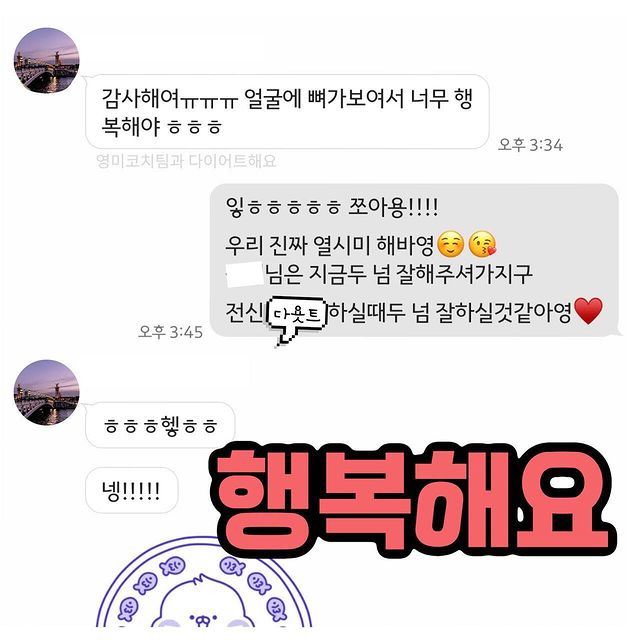 감사해여ㅠㅠㅠ 얼굴에 뼈가보여서 너무 행
복해야 ㅎㅎㅎ
오후 3:34
영미코치팀과 다이어트해요
잏ㅎㅎㅎㅎㅎ 쪼아용!!!!
우리 진짜 열시미 해바영☺️😘
님은 지금두 넘 잘해주셔가지구
전신 다욧트 하실때두 넘 잘하실것같아영♥️
오후 3:45
ㅎㅎㅎ헿ㅎㅎ
넹!!!!!
행복해요